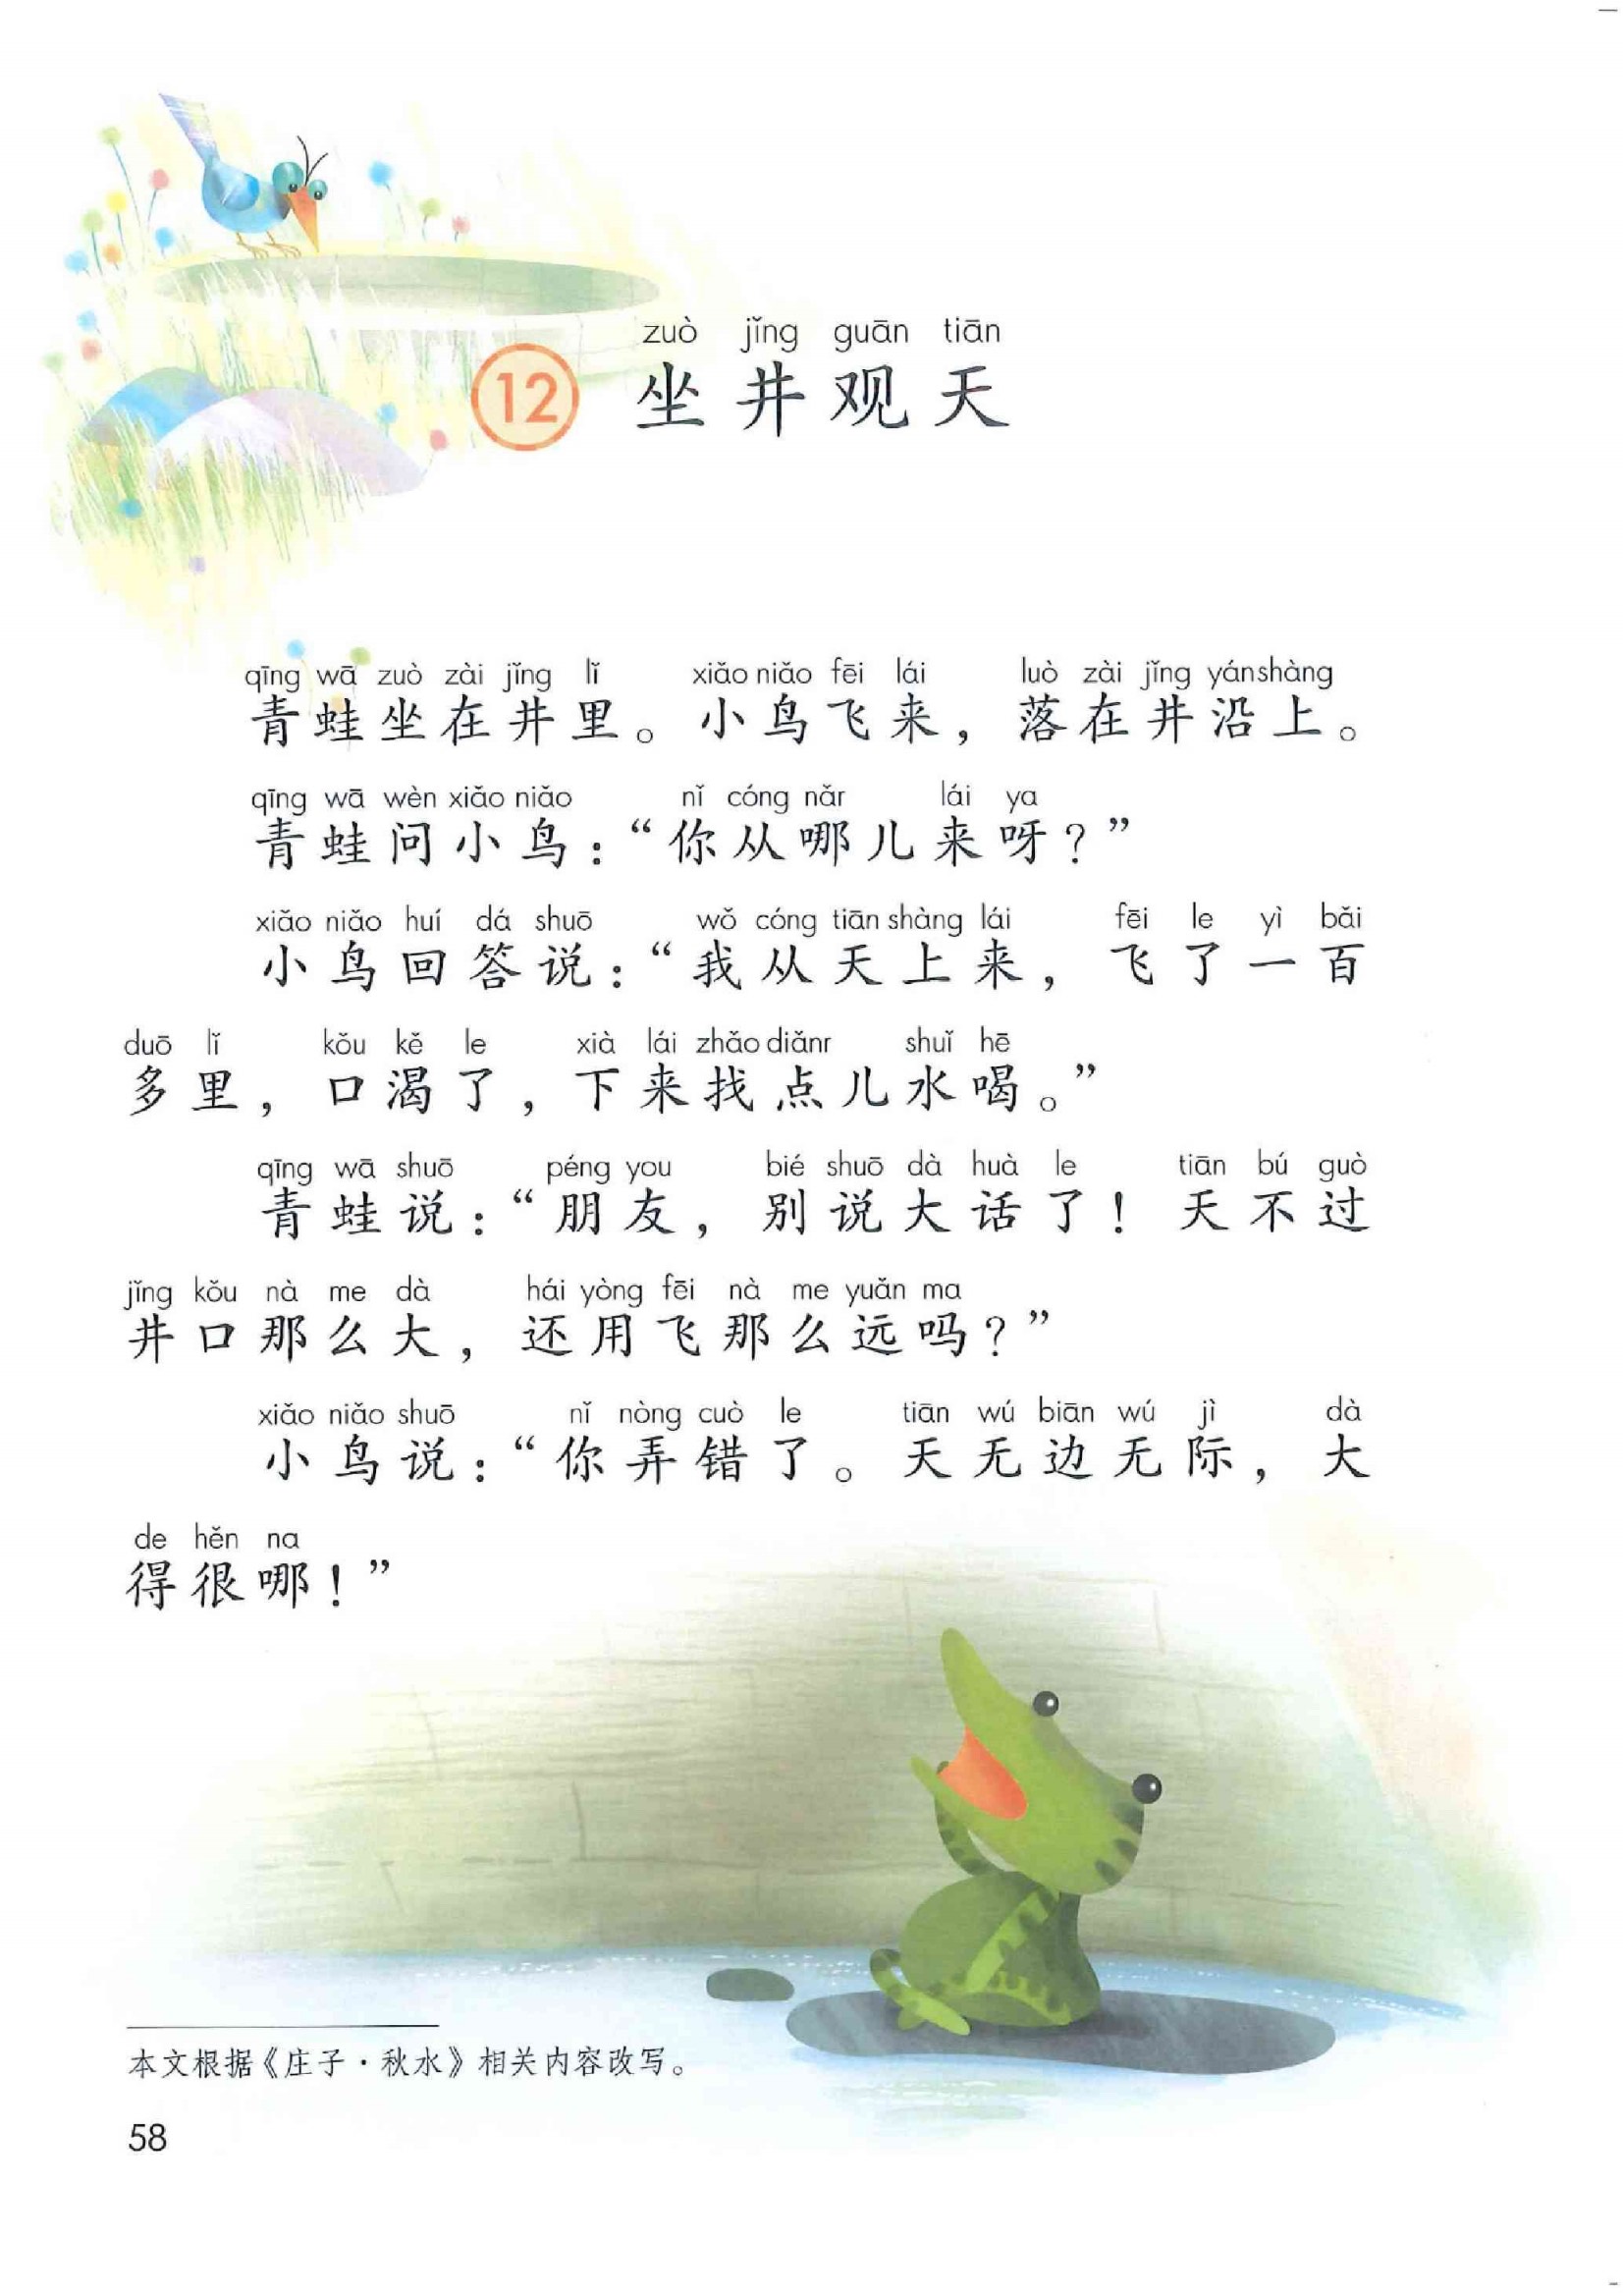 zuò jǐng guān tiān
12 坐井观天
qīng wā zuò zài jǐng lǐ xiǎo niǎo fēi lái luò zài jǐng yán shàng
青蛙坐在井里。小鸟飞来，落在井沿上。
qīng wā wèn xiǎo niǎo nǐ cóng nǎr lái ya
青蛙问小鸟：“你从哪儿来呀？”
xiǎo niǎo huí dá shuō wǒ cóng tiān shàng lái fēi le yì bǎi
小鸟回答说：“我从天上来，飞了一百
duō lǐ kǒu kě le xià lái zhǎo diǎnr shuǐ hē
多里，口渴了，下来找点儿水喝。”
qīng wā shuō péng you bié shuō dà huà le tiān bú guò
青蛙说：“朋友，别说大话了！天不过
jǐng kǒu nà me dà hái yòng fēi nà me yuǎn ma
井口那么大，还用飞那么远吗？”
xiǎo niǎo shuō nǐ nòng cuò le tiān wú biān wú jì dà
小鸟说：“你弄错了。天无边无际，大
de hěn na
得很哪！”
本文根据《庄子·秋水》相关内容改写。
58